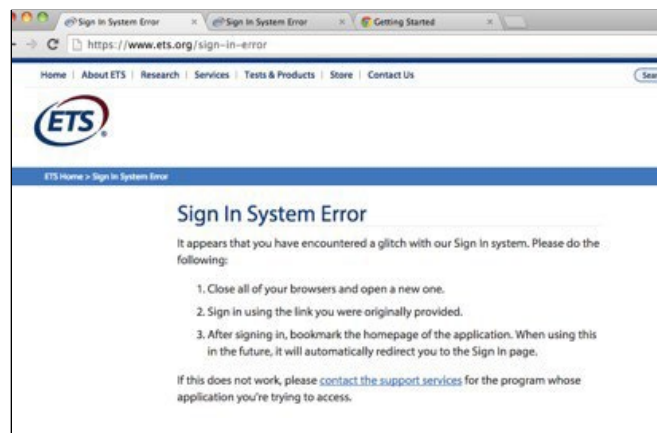 Sign In System Error
Sign In System Error
Getting Started
https://www.ets.org/sign-in-error
Home | About ETS | Research | Services | Tests & Products | Store | Contact Us
ETS
®
ETS Home > Sign In System Error
Sign In System Error
It appears that you have encountered a glitch with our Sign In system. Please do the
following:
1. Close all of your browsers and open a new one.
2. Sign in using the link you were originally provided.
3. After signing in, bookmark the homepage of the application. When using this
in the future, it will automatically redirect you to the Sign In page.
If this does not work, please contact the support services for the program whose
application you're trying to access.